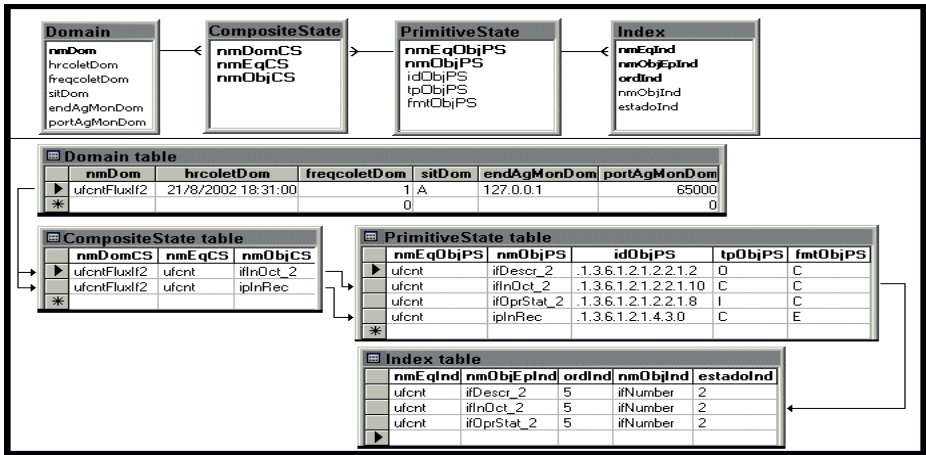 Domain
nmDom
hrcoletDom
freqcoletDom
sitDom
endAgMonDom
portAgMonDom
CompositeState
nmDomCS
nmEqCS
nmObjCS
PrimitiveState
nmEqObjPS
nmObjPS
idObjPS
tpObjPS
fmtObjPS
Index
nmEqInd
nmObjEpInd
ordInd
nmObjInd
estadoInd
Domain table
nmDom hrcoletDom freqcoletDom sitDom endAgMonDom portAgMonDom
ufcntFluxIf2 21/8/2002 18:31:00 1 A 127.0.0.1 65000
0 0
CompositeState table
nmDomCS nmEqCS nmObjCS
ufcntFluxIf2 ufcnt ifInOct_2
ufcntFluxIf2 ufcnt ipInRec
PrimitiveState table
nmEqObjPS nmObjPS idObjPS tpObjPS fmtObjPS
ufcnt ifDescr_2 .1.3.6.1.2.1.2.2.1.2 O C
ufcnt ifInOct_2 .1.3.6.1.2.1.2.2.1.10 C C
ufcnt ifOprStat_2 .1.3.6.1.2.1.2.2.1.8 I C
ufcnt ipInRec .1.3.6.1.2.1.4.3.0 C E
Index table
nmEqInd nmObjEpInd ordInd nmObjInd estadoInd
ufcnt ifDescr_2 5 ifNumber 2
ufcnt ifInOct_2 5 ifNumber 2
ufcnt ifOprStat_2 5 ifNumber 2